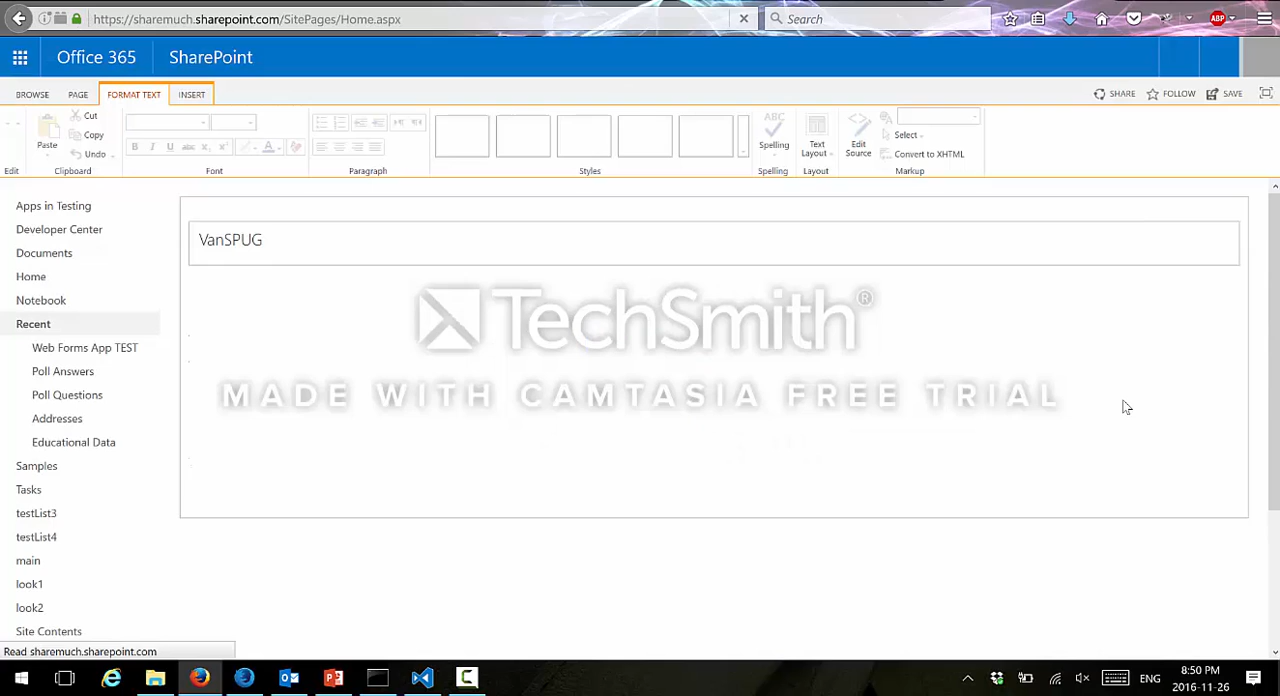 https://sharemuch.sharepoint.com/SitePages/Home.aspx
Search
ABP
Office 365
SharePoint
BROWSE
PAGE
FORMAT TEXT
INSERT
SHARE
FOLLOW
SAVE
Paste
Cut
Copy
Undo
B I U abc
A
ABC
Spelling
Text
Layout
Edit
Source
Select
Convert to XHTML
Edit
Clipboard
Font
Paragraph
Styles
Spelling
Layout
Markup
Apps in Testing
Developer Center
Documents
Home
Notebook
Recent
Web Forms App TEST
Poll Answers
Poll Questions
Addresses
Educational Data
Samples
Tasks
testList3
testList4
main
look1
look2
Site Contents
VanSPUG
TechSmith®
MADE WITH CAMTASIA FREE TRIAL
Read sharemuch.sharepoint.com
ENG
8:50 PM
2016-11-26